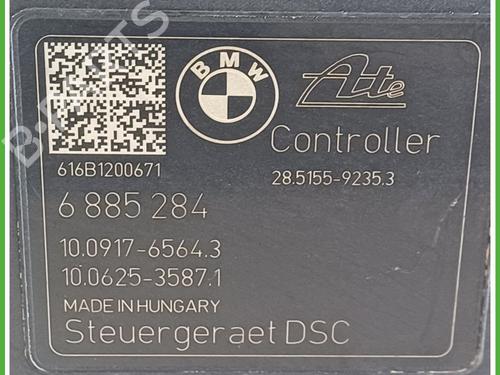 BMW
Ate
Controller
616B1200671
28.5155-9235.3
6 885 284
10.0917-6564.3
10.0625-3587.1
MADE IN HUNGARY
Steuergeraet DSC